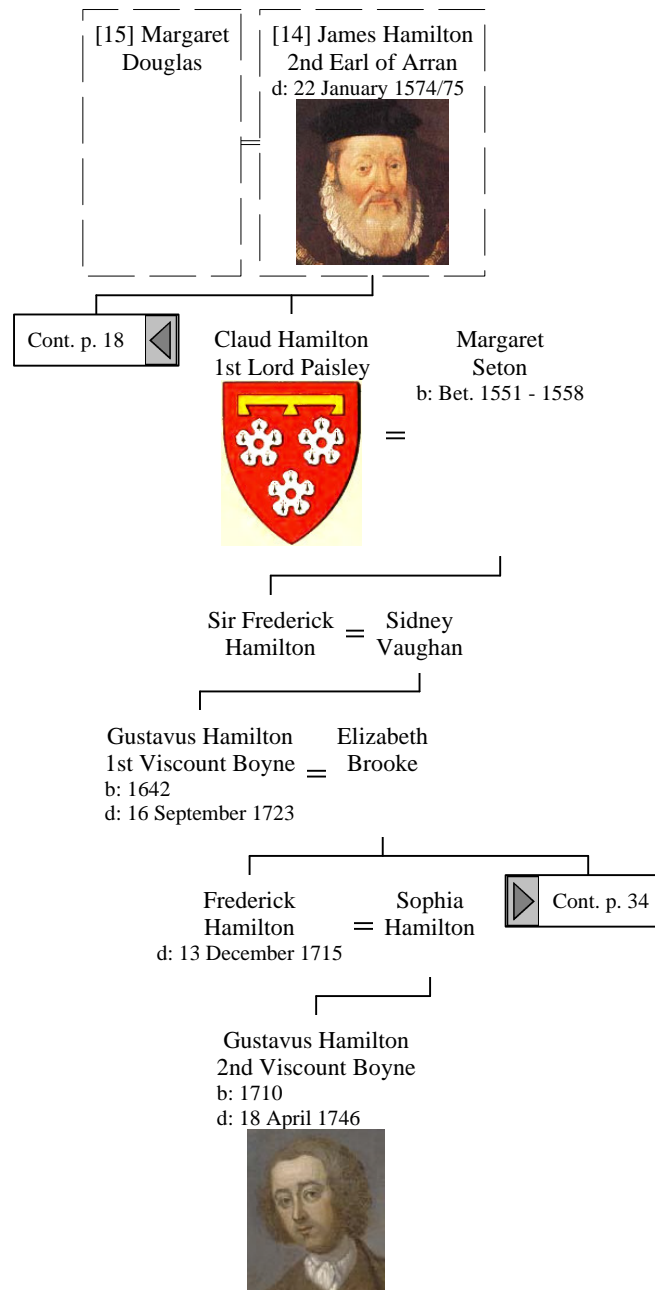 [15] Margaret
Douglas
[14] James Hamilton
2nd Earl of Arran
d: 22 January 1574/75
=
Cont. p. 18
Claud Hamilton
1st Lord Paisley
=
Margaret
Seton
b: Bet. 1551 - 1558
Sir Frederick
Hamilton
=
Sidney
Vaughan
Gustavus Hamilton
1st Viscount Boyne
b: 1642
d: 16 September 1723
=
Elizabeth
Brooke
Frederick
Hamilton
d: 13 December 1715
=
Sophia
Hamilton
Cont. p. 34
Gustavus Hamilton
2nd Viscount Boyne
b: 1710
d: 18 April 1746